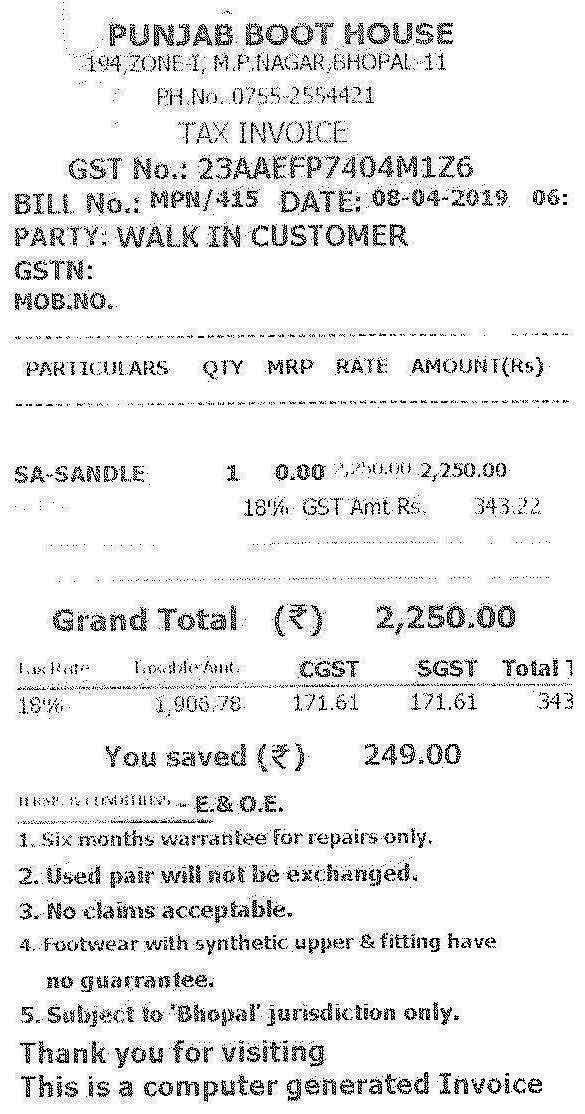 PUNJAB BOOT HOUSE
194,ZONE-I, M.P.NAGAR,BHOPAL-11
PH.No. 0755-2554421
TAX INVOICE
GST No.: 23AAEFP7404M1Z6
BILL No.: MPN/415 DATE: 08-04-2019 06:
PARTY: WALK IN CUSTOMER
GSTN:
MOB.NO.
PARTICULARS QTY MRP RATE AMOUNT(Rs)
SA-SANDLE 1 0.00 2,250.00 2,250.00
18% GST Amt Rs. 343.22
Grand Total (₹) 2,250.00
Tax Rate Taxable Amt. CGST SGST Total T
18% 1,906.78 171.61 171.61 343
You saved (₹) 249.00
TERMS & CONDITIONS - E.& O.E.
1. Six months warrantee for repairs only.
2. Used pair will not be exchanged.
3. No claims acceptable.
4. Footwear with synthetic upper & fitting have
no guarrantee.
5. Subject to 'Bhopal' jurisdiction only.
Thank you for visiting
This is a computer generated Invoice